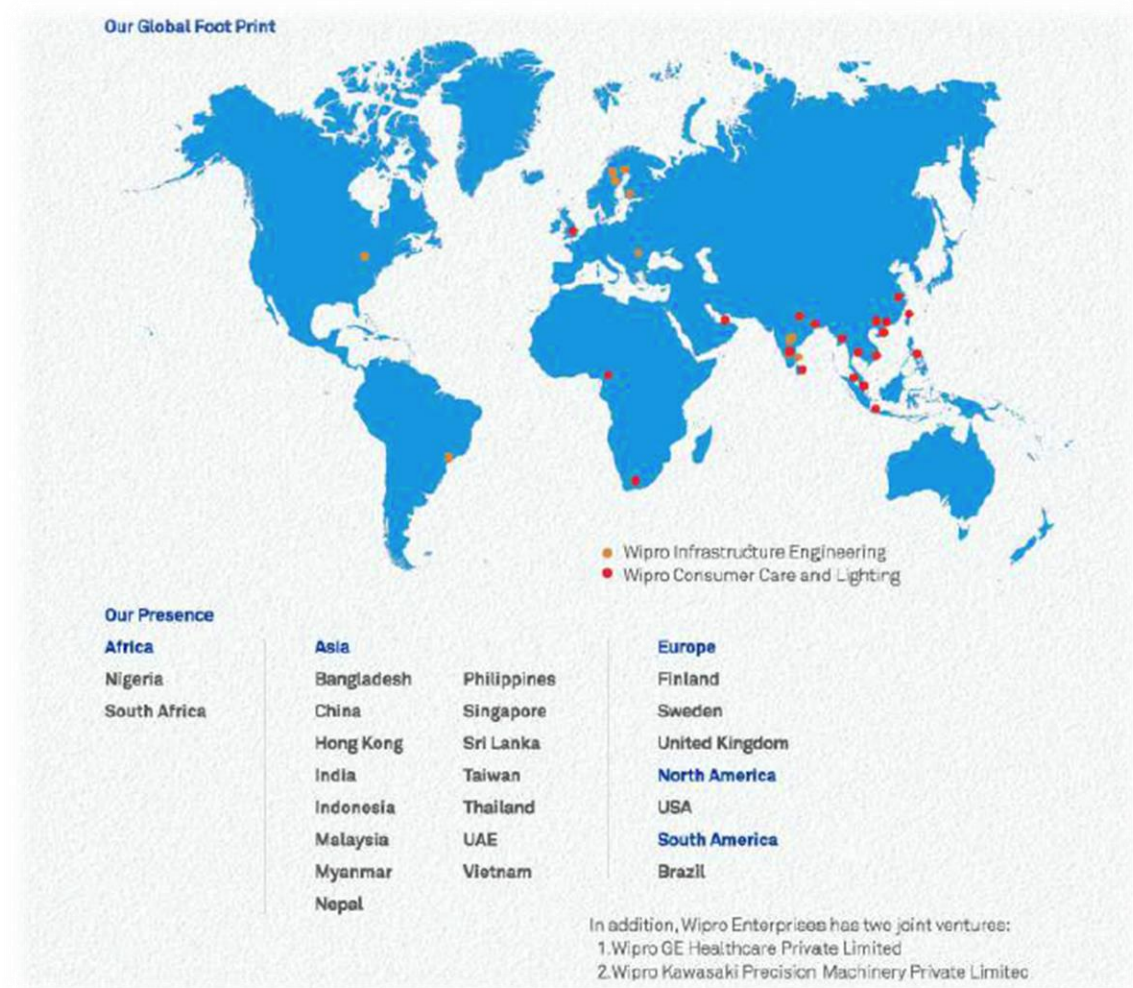 Our Global Foot Print
Wipro Infrastructure Engineering
Wipro Consumer Care and Lighting
Our Presence
Africa
Nigeria
South Africa
Asia
Bangladesh
China
Hong Kong
India
Indonesia
Malaysia
Myanmar
Nepal
Philippines
Singapore
Sri Lanka
Taiwan
Thailand
UAE
Vietnam
Europe
Finland
Sweden
United Kingdom
North America
USA
South America
Brazil
In addition, Wipro Enterprises has two joint ventures:
1.Wipro GE Healthcare Private Limited
2.Wipro Kawasaki Precision Machinery Private Limited